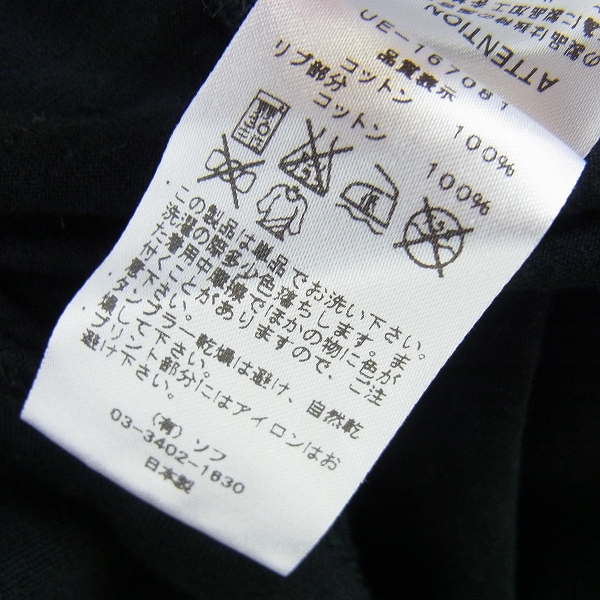 ATTENTION
UE-167081
品質表示
コットン 100%
リブ部分
コットン 100%
・この製品は単品でお洗い下さい。
洗濯の際多少色落ちします。ま
た着用中摩擦でほかの物に色が
付くことがありますので、ご注
意下さい。
・タンブラー乾燥は避け、自然乾
燥して下さい。
プリント部分にはアイロンはお
避け下さい。
(有) ソフ
03-3402-1830
日本製